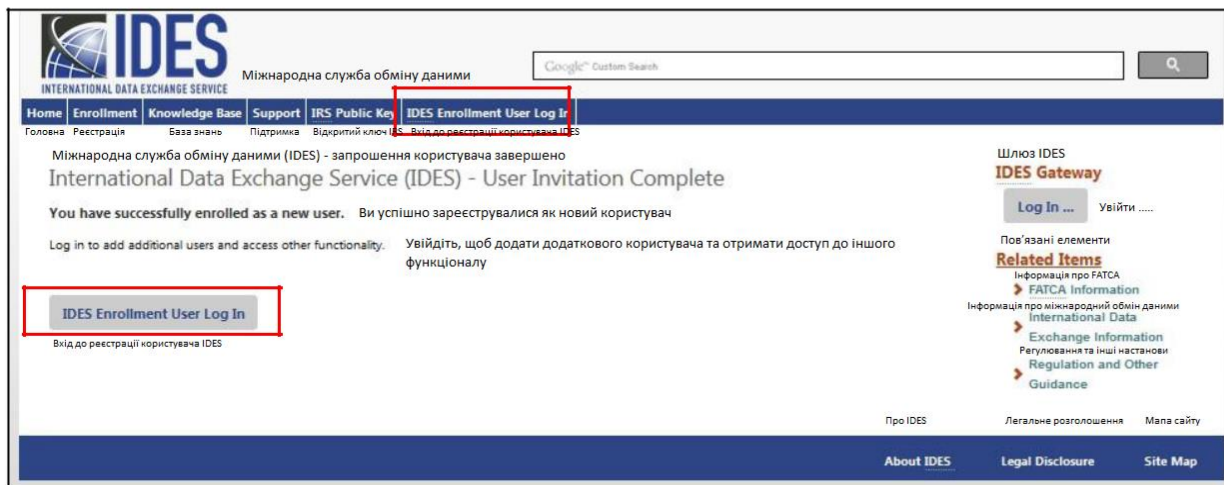 IDES
INTERNATIONAL DATA EXCHANGE SERVICE
Міжнародна служба обміну даними
Google™ Custom Search
Home Enrollment Knowledge Base Support IRS Public Key IDES Enrollment User Log In
Головна Реєстрація База знань Підтримка Відкритий ключ IRS Вхід до реєстрації користувача IDES
Міжнародна служба обміну даними (IDES) - запрошення користувача завершено
International Data Exchange Service (IDES) - User Invitation Complete
You have successfully enrolled as a new user. Ви успішно зареєструвалися як новий користувач
Log in to add additional users and access other functionality. Увійдіть, щоб додати додаткового користувача та отримати доступ до іншого
функціоналу
IDES Enrollment User Log In
Вхід до реєстрації користувача IDES
Шлюз IDES
IDES Gateway
Log In ... Увійти .....
Пов’язані елементи
Related Items
Інформація про FATCA
FATCA Information
Інформація про міжнародний обмін даними
International Data
Exchange Information
Регулювання та інші настанови
Regulation and Other
Guidance
Про IDES Легальне розголошення Мапа сайту
About IDES Legal Disclosure Site Map